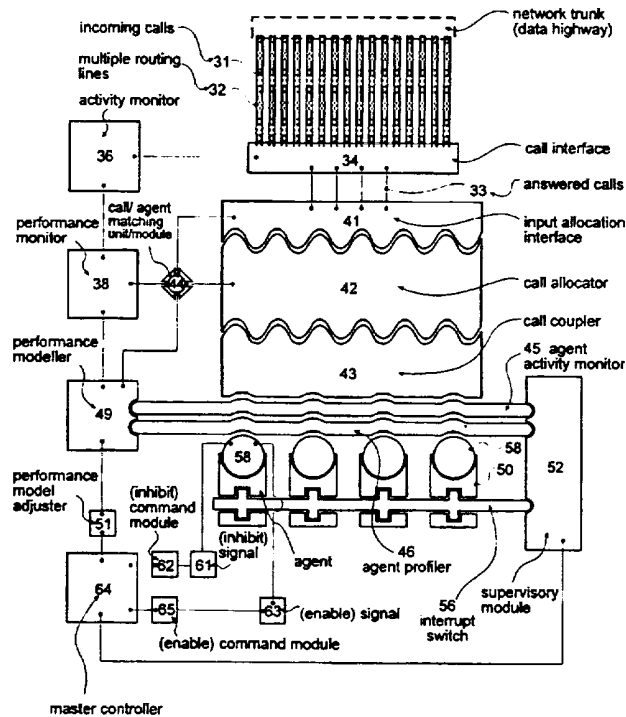 network trunk
(data highway)
incoming calls
31
multiple routing
lines
32
activity monitor
36
34
call interface
33
answered calls
call/ agent
matching
unit/module
41
input allocation
interface
performance
monitor
38
44
42
call allocator
call coupler
performance
modeller
43
45 agent
activity monitor
49
58
58
50
52
performance
model
adjuster
(inhibit)
command
module
51
(inhibit)
signal
agent
46
agent profiler
62
61
supervisory
module
64
56
interrupt
switch
65
63
(enable) signal
(enable) command module
master controller